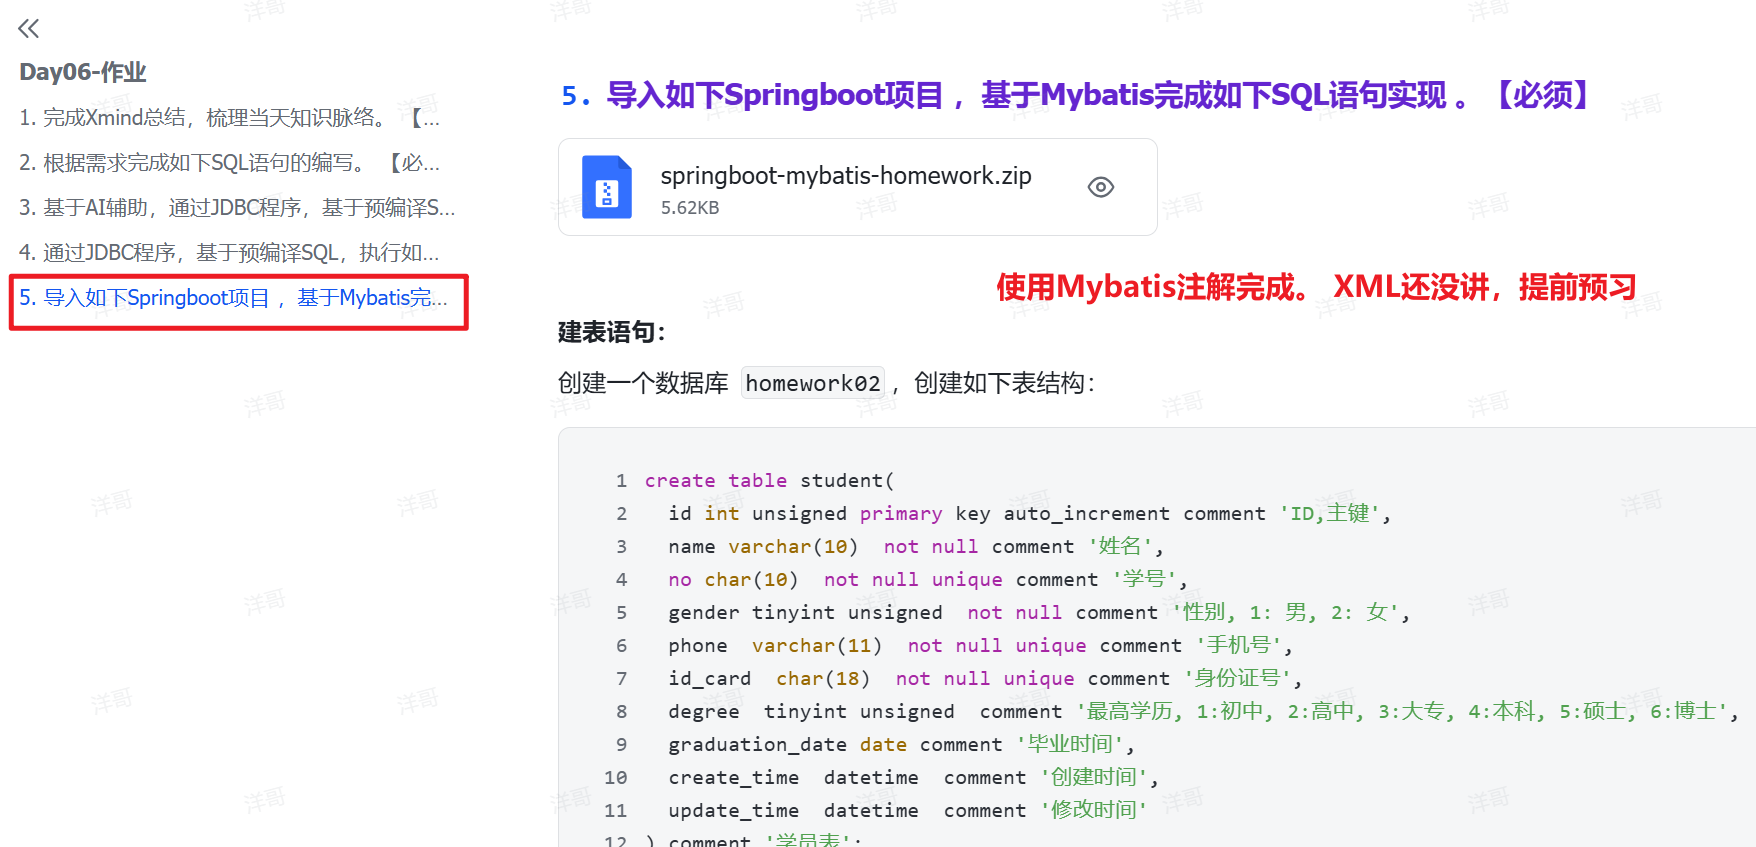 Day06-作业
1. 完成Xmind总结，梳理当天知识脉络。 【...
2. 根据需求完成如下SQL语句的编写。 【必...
3. 基于AI辅助，通过JDBC程序，基于预编译S...
4. 通过JDBC程序，基于预编译SQL，执行如...
5. 导入如下Springboot项目 ，基于Mybatis完...
5. 导入如下Springboot项目 ，基于Mybatis完成如下SQL语句实现 。【必须】
springboot-mybatis-homework.zip
5.62KB
使用Mybatis注解完成。 XML还没讲，提前预习
建表语句：
创建一个数据库 homework02 ，创建如下表结构：
1 create table student(
2 id int unsigned primary key auto_increment comment 'ID,主键',
3 name varchar(10) not null comment '姓名',
4 no char(10) not null unique comment '学号',
5 gender tinyint unsigned not null comment '性别, 1: 男, 2: 女',
6 phone varchar(11) not null unique comment '手机号',
7 id_card char(18) not null unique comment '身份证号',
8 degree tinyint unsigned comment '最高学历, 1:初中, 2:高中, 3:大专, 4:本科, 5:硕士, 6:博士',
9 graduation_date date comment '毕业时间',
10 create_time datetime comment '创建时间',
11 update_time datetime comment '修改时间'
12 ) comment '学员表';
洋哥